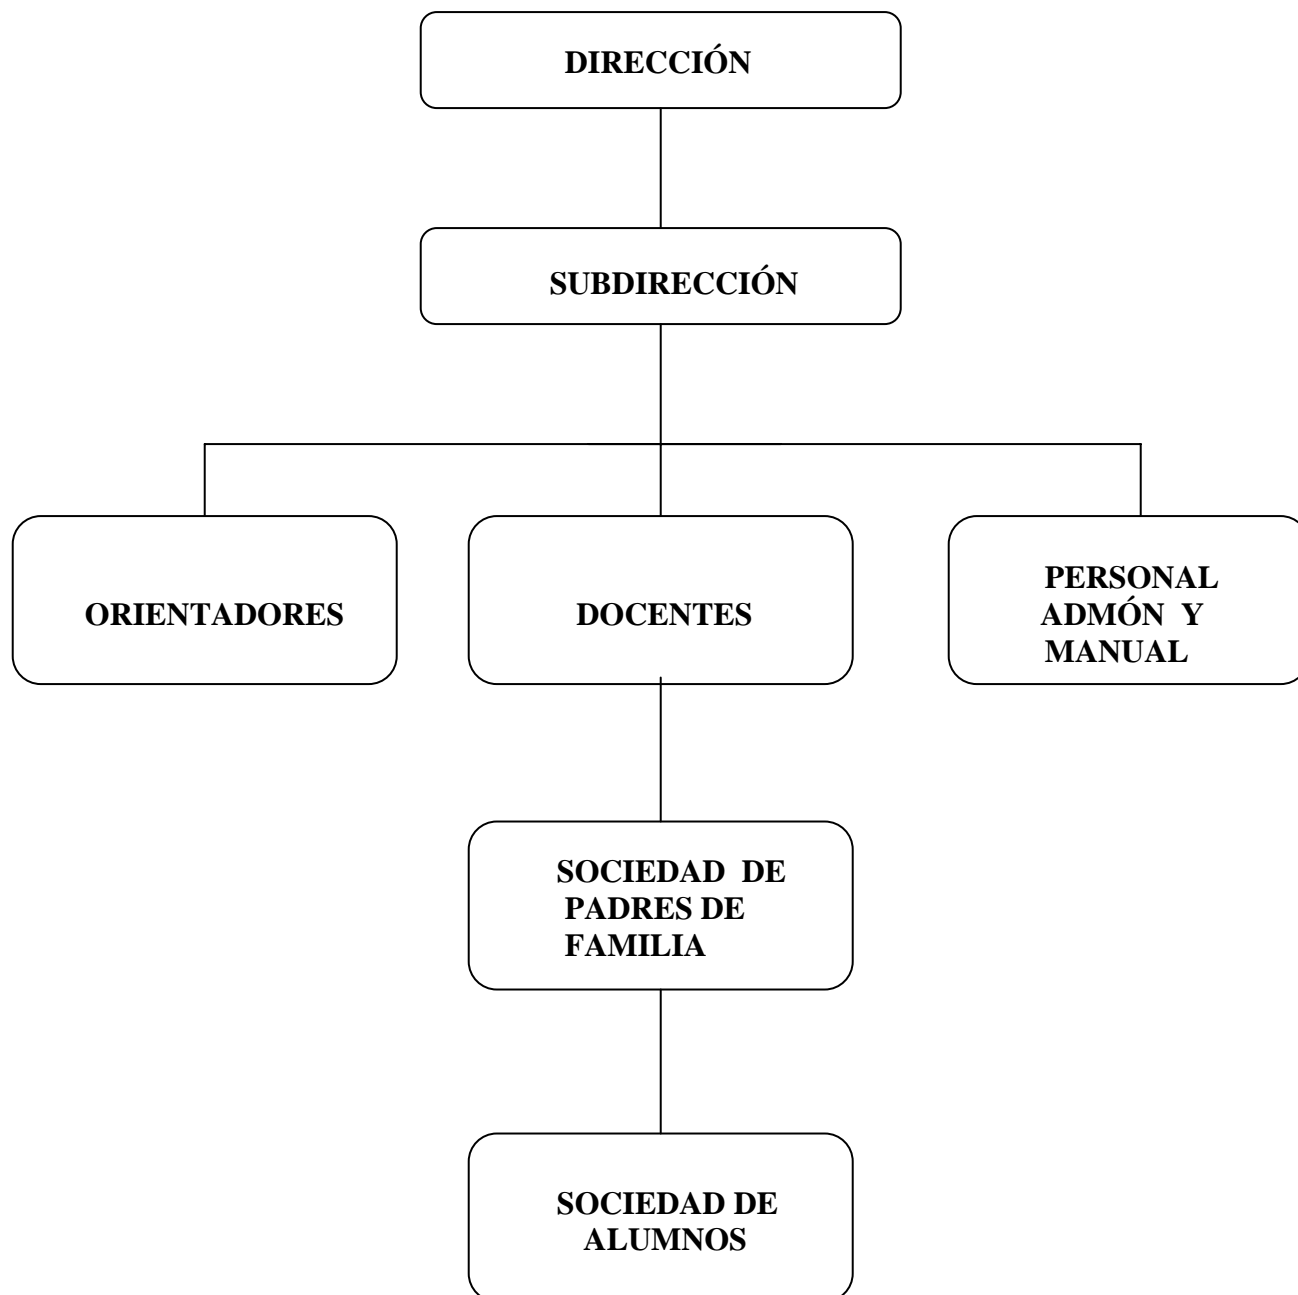 DIRECCIÓN
SUBDIRECCIÓN
ORIENTADORES
DOCENTES
PERSONAL
ADMÓN Y
MANUAL
SOCIEDAD DE
PADRES DE
FAMILIA
SOCIEDAD DE
ALUMNOS